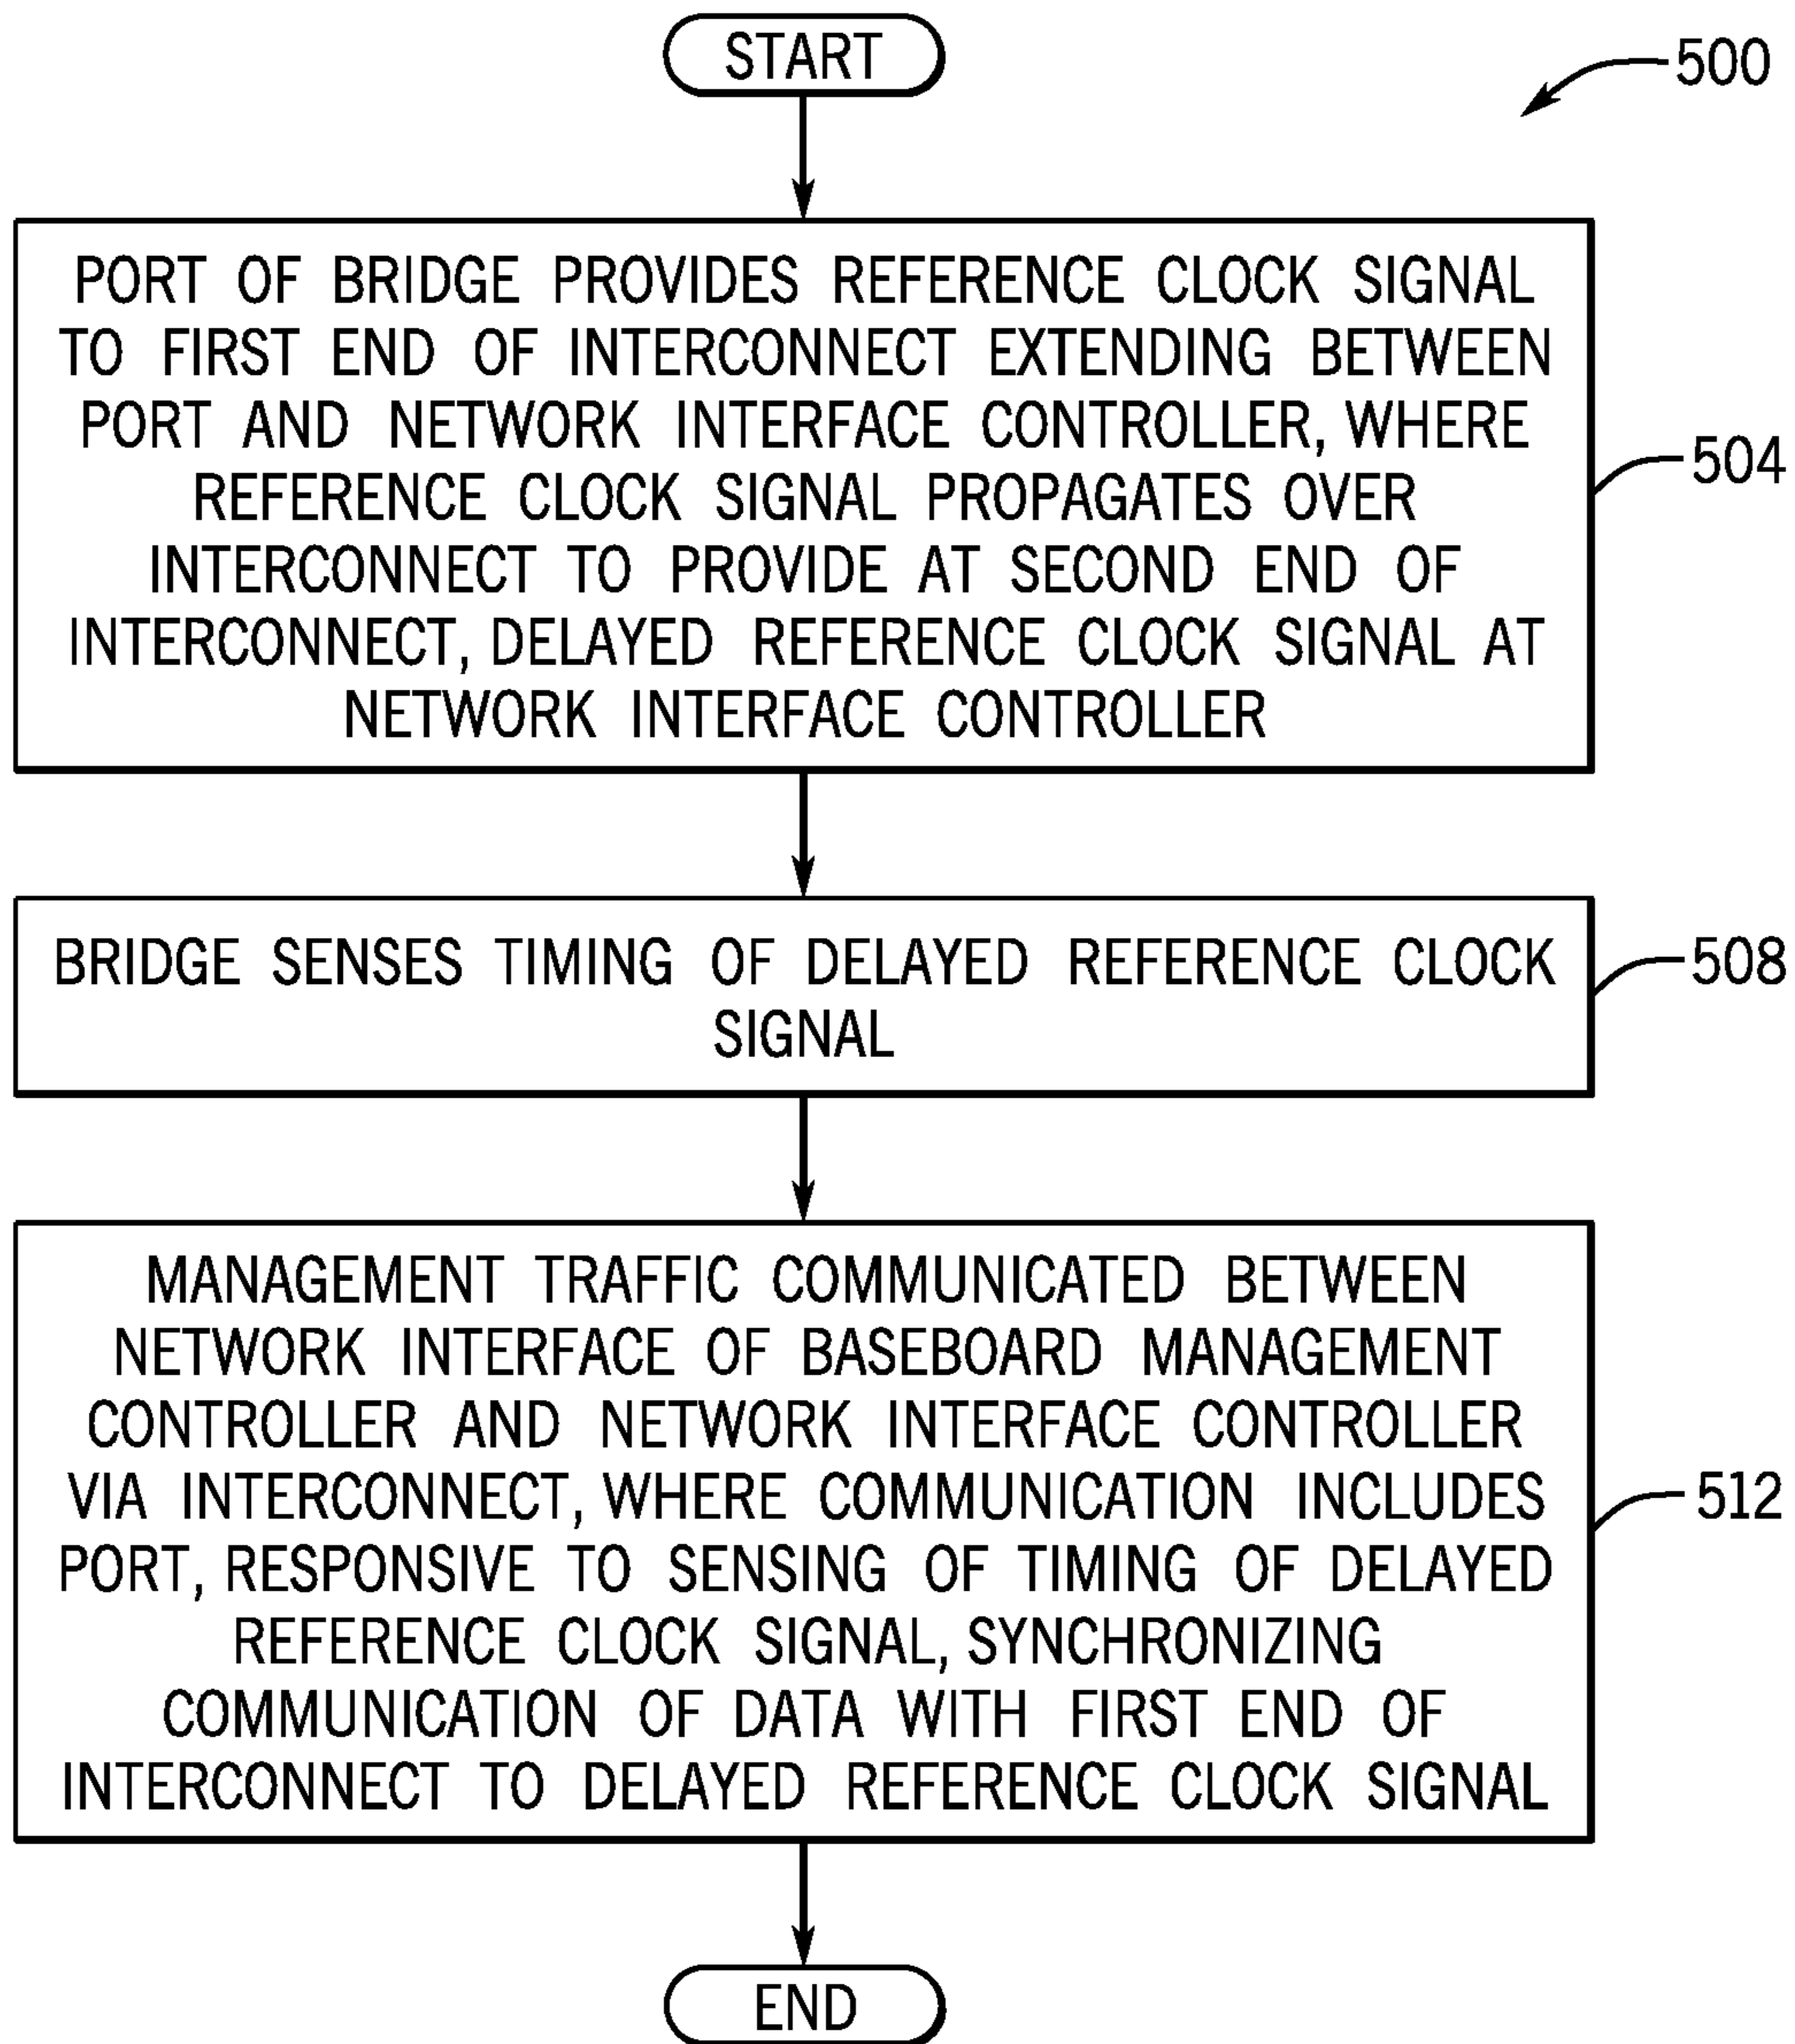 START
500
PORT OF BRIDGE PROVIDES REFERENCE CLOCK SIGNAL
TO FIRST END OF INTERCONNECT EXTENDING BETWEEN
PORT AND NETWORK INTERFACE CONTROLLER, WHERE
REFERENCE CLOCK SIGNAL PROPAGATES OVER
INTERCONNECT TO PROVIDE AT SECOND END OF
INTERCONNECT, DELAYED REFERENCE CLOCK SIGNAL AT
NETWORK INTERFACE CONTROLLER
504
BRIDGE SENSES TIMING OF DELAYED REFERENCE CLOCK
SIGNAL
508
MANAGEMENT TRAFFIC COMMUNICATED BETWEEN
NETWORK INTERFACE OF BASEBOARD MANAGEMENT
CONTROLLER AND NETWORK INTERFACE CONTROLLER
VIA INTERCONNECT, WHERE COMMUNICATION INCLUDES
PORT, RESPONSIVE TO SENSING OF TIMING OF DELAYED
REFERENCE CLOCK SIGNAL, SYNCHRONIZING
COMMUNICATION OF DATA WITH FIRST END OF
INTERCONNECT TO DELAYED REFERENCE CLOCK SIGNAL
512
END